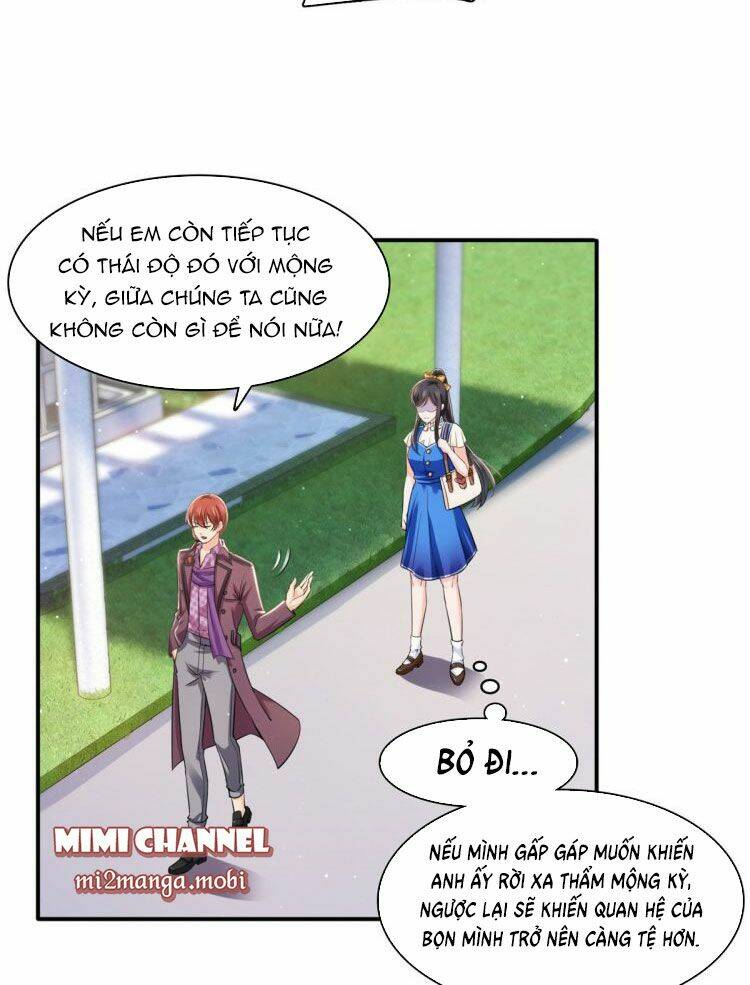 NẾU EM CÒN TIẾP TỤC
CÓ THÁI ĐỘ ĐÓ VỚI MỘNG
KỲ, GIỮA CHÚNG TA CŨNG
KHÔNG CÒN GÌ ĐỂ NÓI NỮA!
BỎ ĐI...
MIMI CHANNEL
mi2manga.mobi
NẾU MÌNH GẤP GÁP MUỐN KHIẾN
ANH ẤY RỜI XA THẨM MỘNG KỲ,
NGƯỢC LẠI SẼ KHIẾN QUAN HỆ CỦA
BỌN MÌNH TRỞ NÊN CÀNG TỆ HƠN.